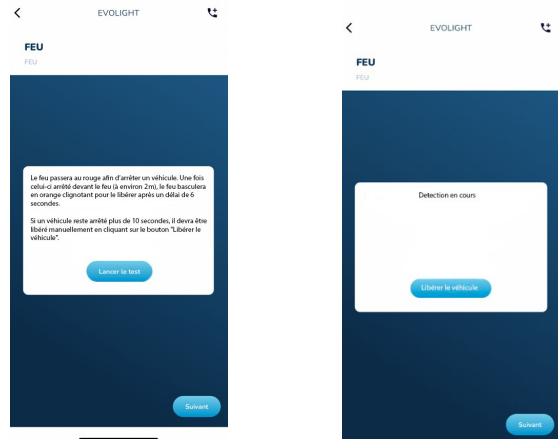 EVOLIGHT
FEU
FEU
Le feu passera au rouge afin d'arrêter un véhicule. Une fois
celui-ci arrêté devant le feu (à environ 2m), le feu basculera
en orange clignotant pour le libérer après un délai de 6
secondes.
Si un véhicule reste arrêté plus de 10 secondes, il devra être
libéré manuellement en cliquant sur le bouton "Libérer le
véhicule".
Lancer le test
Suivant
EVOLIGHT
FEU
FEU
Detection en cours
Libérer le véhicule
Suivant